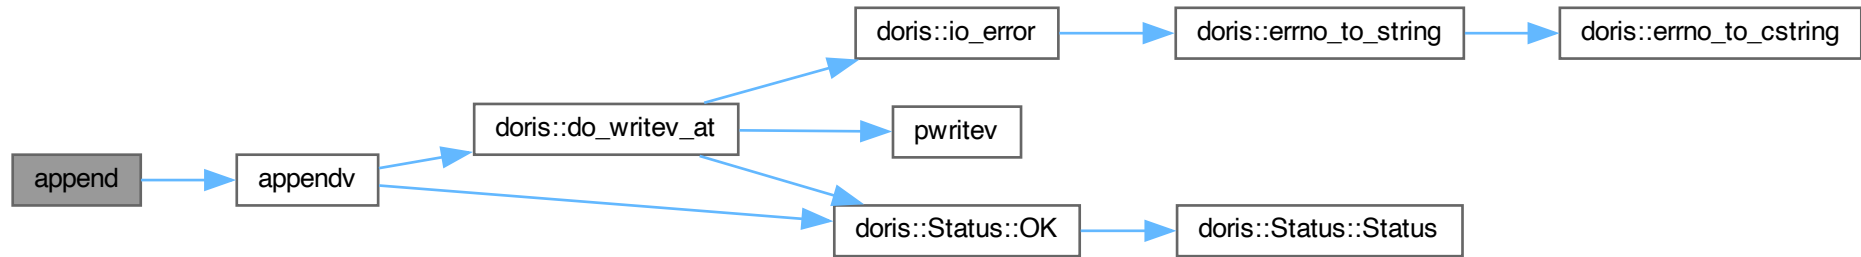 append
appendv
doris::do_writev_at
doris::io_error
doris::errno_to_string
doris::errno_to_cstring
pwritev
doris::Status::OK
doris::Status::Status